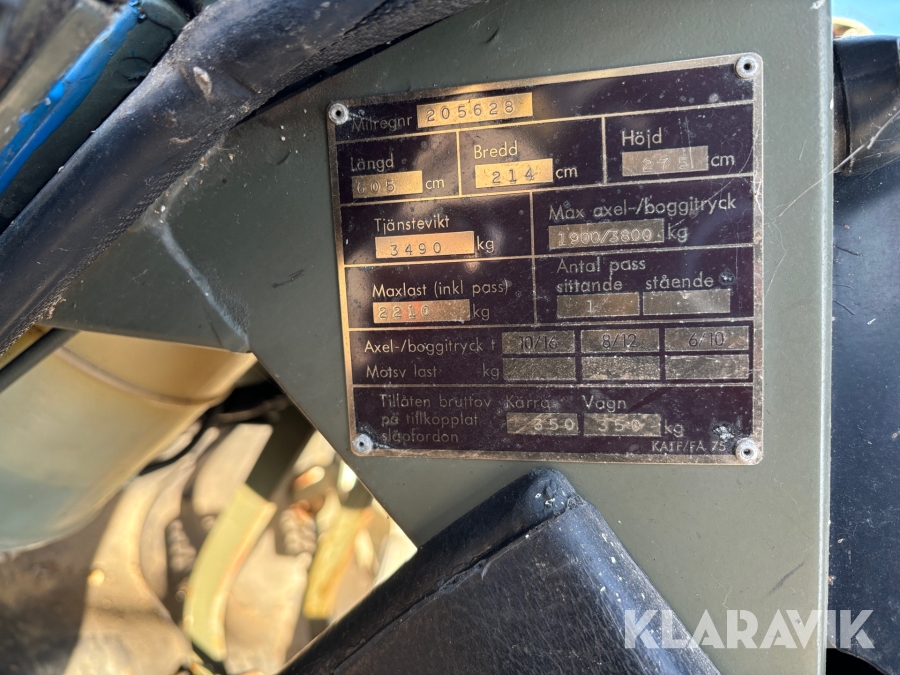 Milregnr 205628
Längd Bredd Höjd
605 cm 214 cm 275 cm
Tjänstevikt Max axel-/boggitryck
3490 kg 1900/3800 kg
Antal pass
Maxlast (inkl pass) sittande stående
2210 kg 1
Axel-/boggitryck t 10/16 8/12 6/10
Motsv last kg
Tillåten bruttov Kärra Vagn
på tillkopplat 350 350 kg
släpfordon KATF/FA 75
KLARAVIK